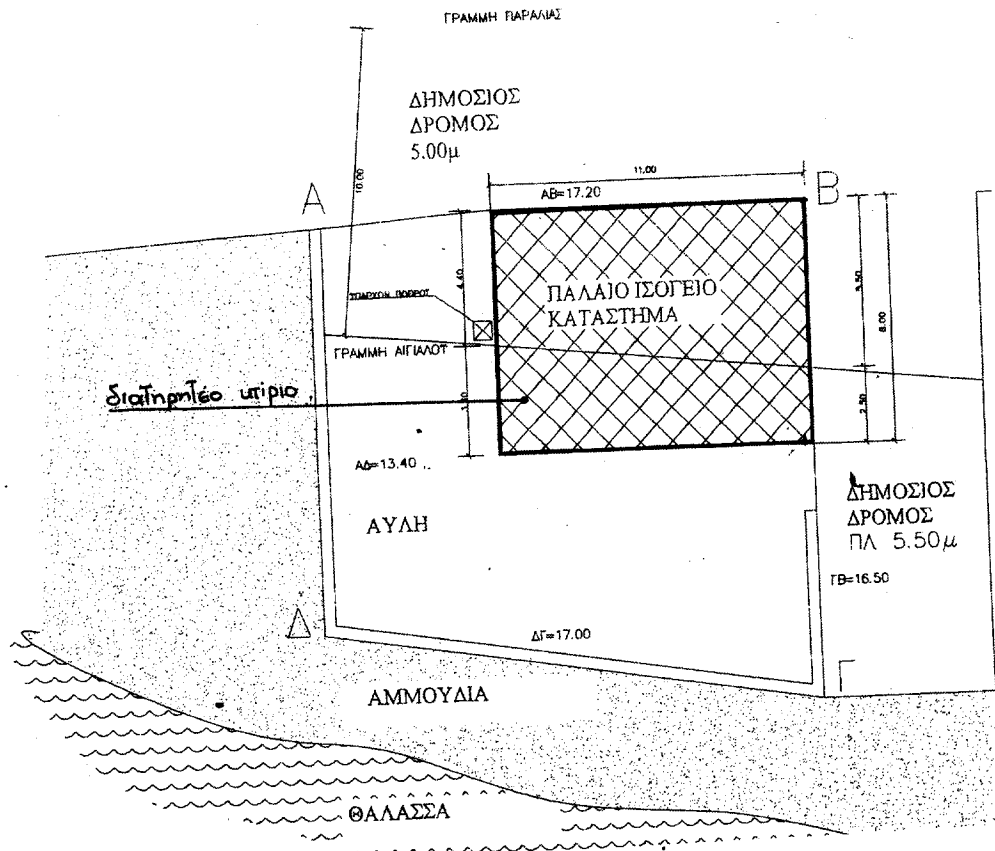 ΓΡΑΜΜΗ ΠΑΡΑΛΙΑΣ
ΔΗΜΟΣΙΟΣ
ΔΡΟΜΟΣ
5.00μ
10.00
11.00
A
ΑΒ=17.20
B
4.40
5.50
8.00
ΠΑΛΑΙΟ ΙΣΟΓΕΙΟ
ΚΑΤΑΣΤΗΜΑ
ΓΡΑΜΜΗ ΑΙΓΙΑΛΟΥ
διατηρητέο κτίριο
2.50
ΑΔ=13.40
ΑΥΛΗ
ΔΗΜΟΣΙΟΣ
ΔΡΟΜΟΣ
ΠΛ 5.50μ
ΓΒ=16.50
Δ
ΔΓ=17.00
Γ
ΑΜΜΟΥΔΙΑ
ΘΑΛΑΣΣΑ